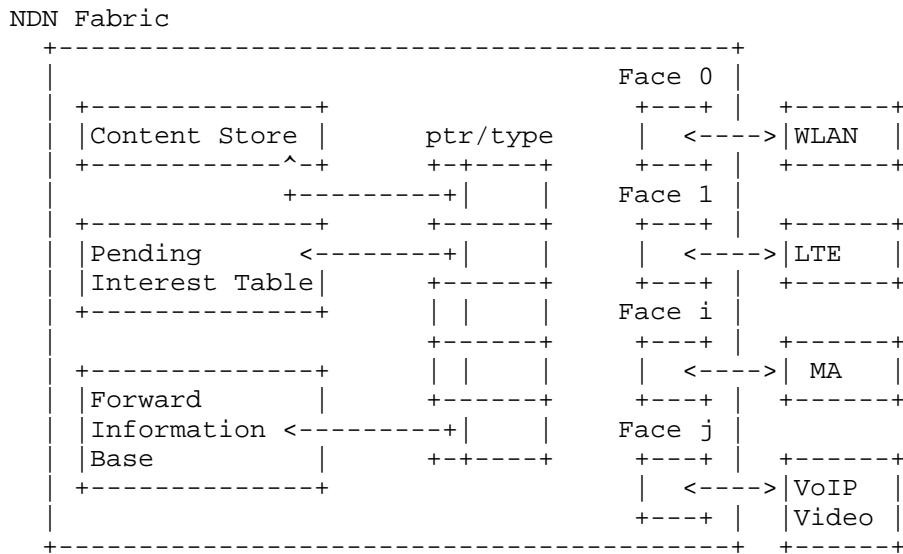 NDN Fabric
Face 0
Content Store ptr/type WLAN
Face 1
Pending LTE
Interest Table
Face i
MA
Forward
Information Face j
Base
VoIP
Video